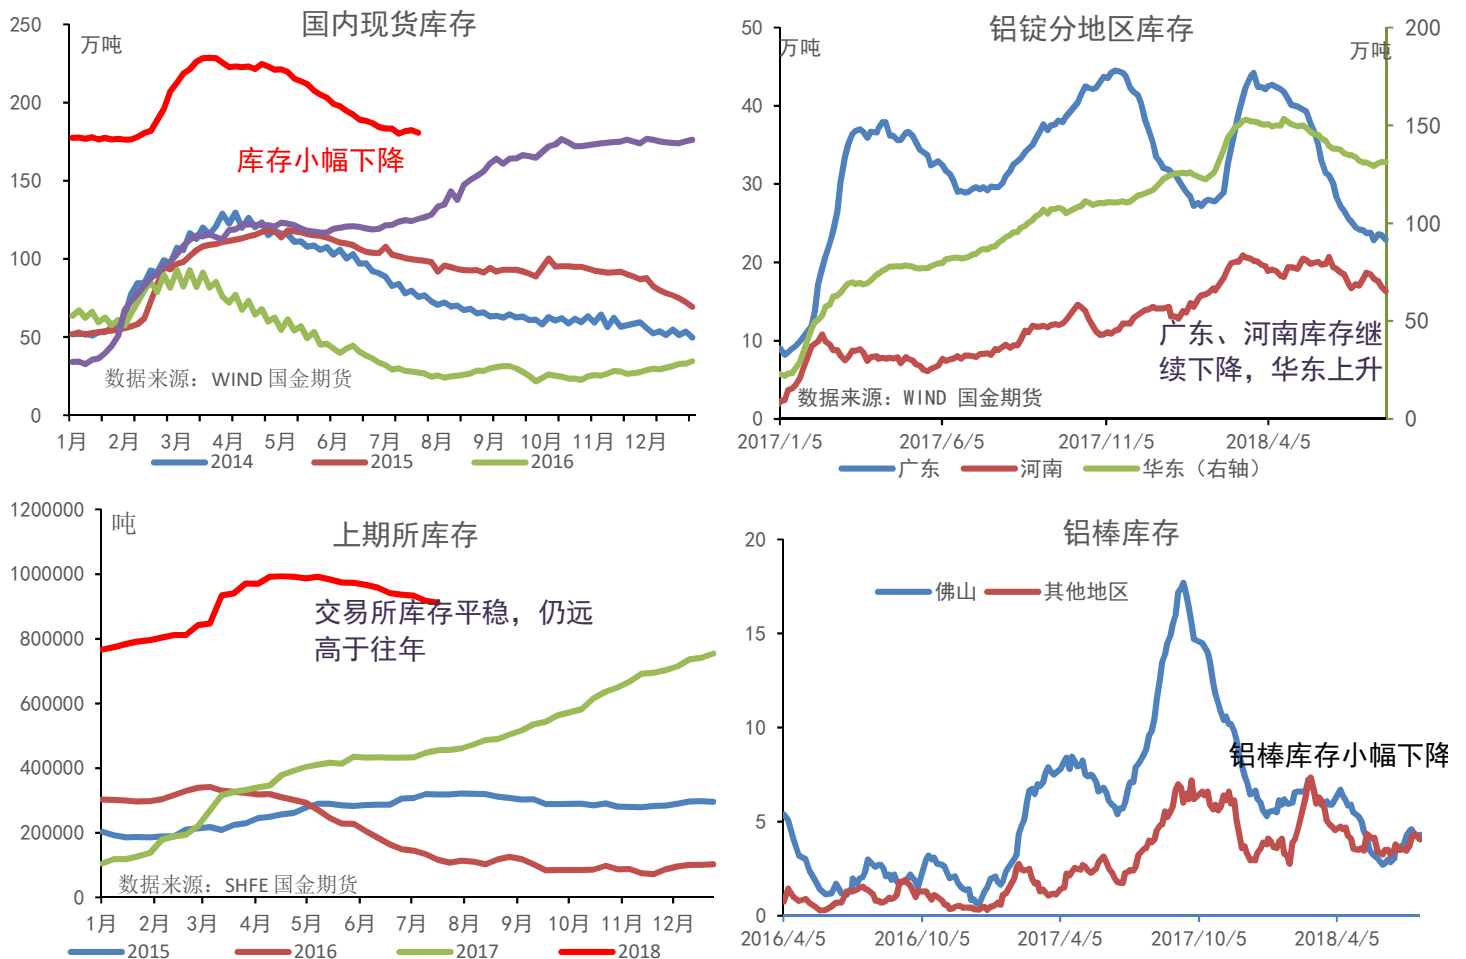 国内现货库存
万吨
250
200
150
100
50
0
库存小幅下降
数据来源：WIND 国金期货
1月 2月 3月 4月 5月 6月 7月 8月 9月 10月 11月 12月
2014 2015 2016
铝锭分地区库存
万吨
万吨
50
40
30
20
10
0
200
150
100
50
0
广东、河南库存继
续下降，华东上升
数据来源：WIND 国金期货
2017/1/5 2017/6/5 2017/11/5 2018/4/5
广东 河南 华东（右轴）
上期所库存
吨
1200000
1000000
800000
600000
400000
200000
0
交易所库存平稳，仍远
高于往年
数据来源：SHFE 国金期货
1月 2月 3月 4月 5月 6月 7月 8月 9月 10月 11月 12月
2015 2016 2017 2018
铝棒库存
20
15
10
5
0
佛山 其他地区
铝棒库存小幅下降
2016/4/5 2016/10/5 2017/4/5 2017/10/5 2018/4/5